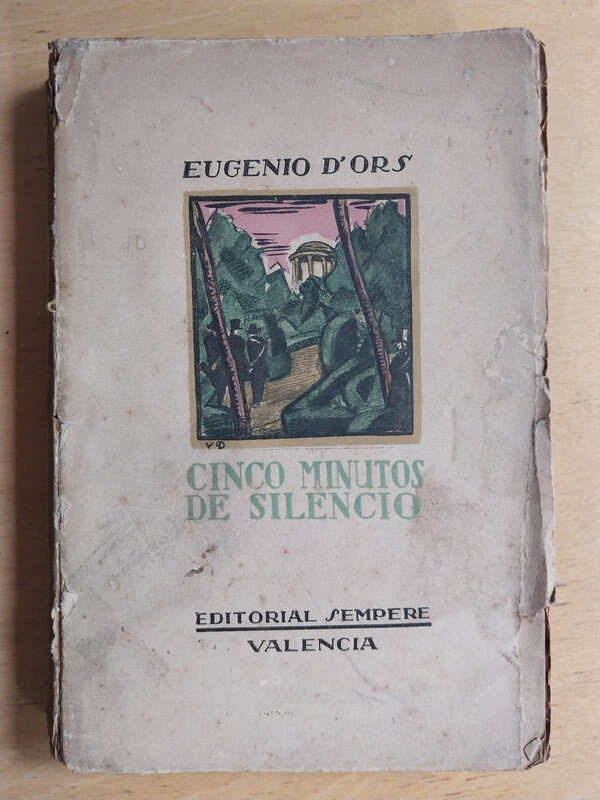 EUGENIO D'ORS
V D
CINCO MINUTOS
DE SILENCIO
EDITORIAL SEMPERE
VALENCIA